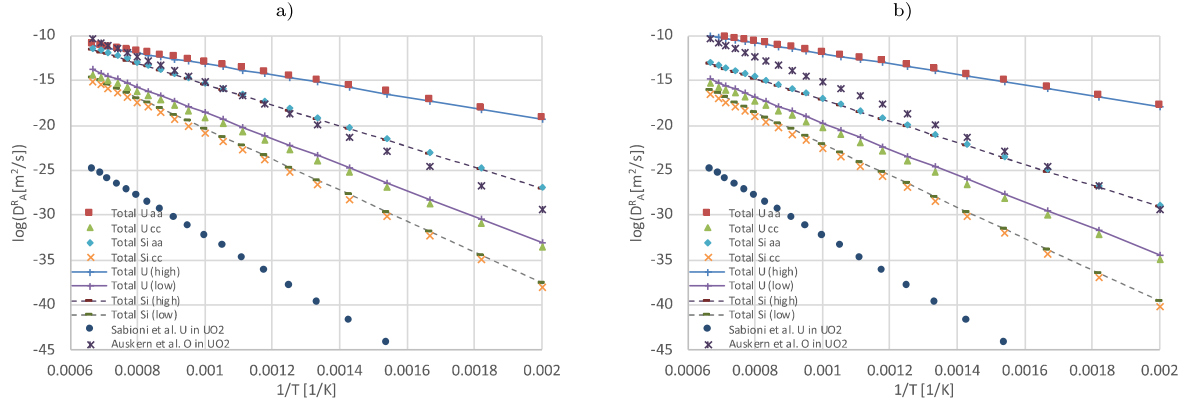 a)
-10
-15
-20
-25
-30
-35
-40
-45
log(D^R_A[m^2/s])
Total U aa
Total U cc
Total Si aa
Total Si cc
Total U (high)
Total U (low)
Total Si (high)
Total Si (low)
Sabioni et al. U in UO2
Auskern et al. O in UO2
0.0006 0.0008 0.001 0.0012 0.0014 0.0016 0.0018 0.002
1/T [1/K]
b)
-10
-15
-20
-25
-30
-35
-40
-45
log(D^R_A[m^2/s])
Total U aa
Total U cc
Total Si aa
Total Si cc
Total U (high)
Total U (low)
Total Si (high)
Total Si (low)
Sabioni et al. U in UO2
Auskern et al. O in UO2
0.0006 0.0008 0.001 0.0012 0.0014 0.0016 0.0018 0.002
1/T [1/K]